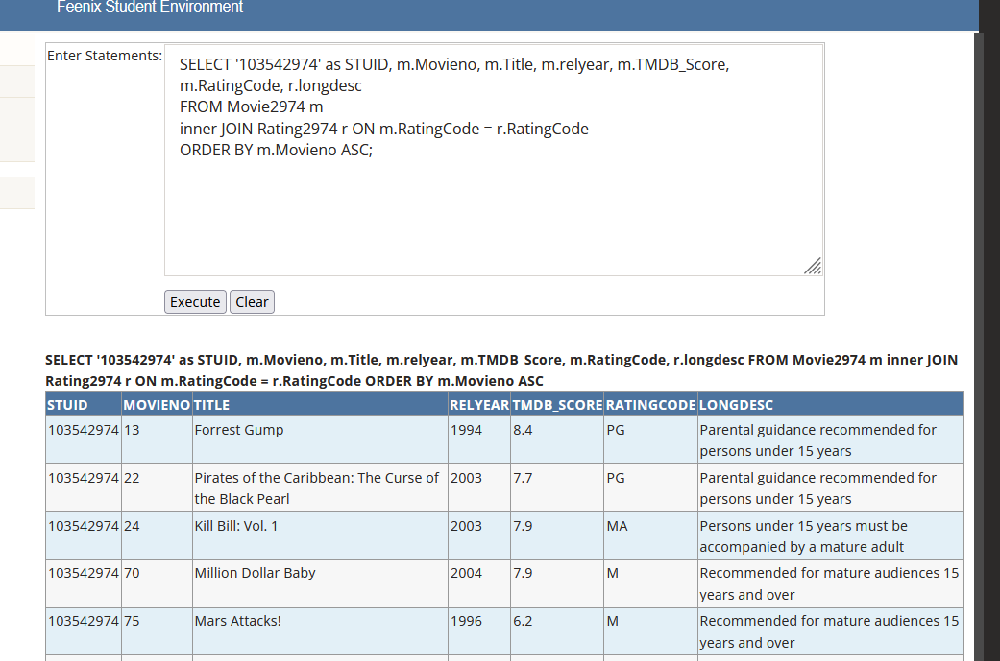 Feenix Student Environment
Enter Statements:
SELECT '103542974' as STUID, m.Movieno, m.Title, m.relyear, m.TMDB_Score,
m.RatingCode, r.longdesc
FROM Movie2974 m
inner JOIN Rating2974 r ON m.RatingCode = r.RatingCode
ORDER BY m.Movieno ASC;
Execute Clear
SELECT '103542974' as STUID, m.Movieno, m.Title, m.relyear, m.TMDB_Score, m.RatingCode, r.longdesc FROM Movie2974 m inner JOIN
Rating2974 r ON m.RatingCode = r.RatingCode ORDER BY m.Movieno ASC
STUID MOVIENO TITLE RELYEAR TMDB_SCORE RATINGCODE LONGDESC
103542974 13 Forrest Gump 1994 8.4 PG Parental guidance recommended for
persons under 15 years
103542974 22 Pirates of the Caribbean: The Curse of 2003 7.7 PG Parental guidance recommended for
the Black Pearl persons under 15 years
103542974 24 Kill Bill: Vol. 1 2003 7.9 MA Persons under 15 years must be
accompanied by a mature adult
103542974 70 Million Dollar Baby 2004 7.9 M Recommended for mature audiences 15
years and over
103542974 75 Mars Attacks! 1996 6.2 M Recommended for mature audiences 15
years and over